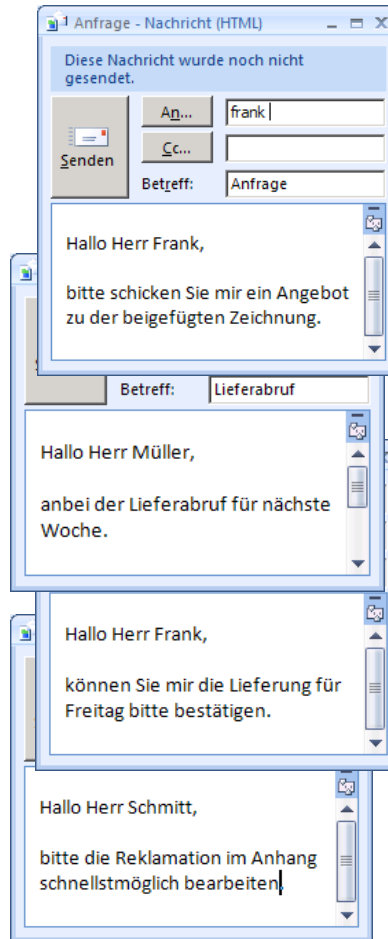 Anfrage - Nachricht (HTML)
Diese Nachricht wurde noch nicht
gesendet.
Senden
An...
frank
Cc...
Betreff:
Anfrage
Hallo Herr Frank,
bitte schicken Sie mir ein Angebot
zu der beigefügten Zeichnung.
Betreff:
Lieferabruf
Hallo Herr Müller,
anbei der Lieferabruf für nächste
Woche.
Hallo Herr Frank,
können Sie mir die Lieferung für
Freitag bitte bestätigen.
Hallo Herr Schmitt,
bitte die Reklamation im Anhang
schnellstmöglich bearbeiten.